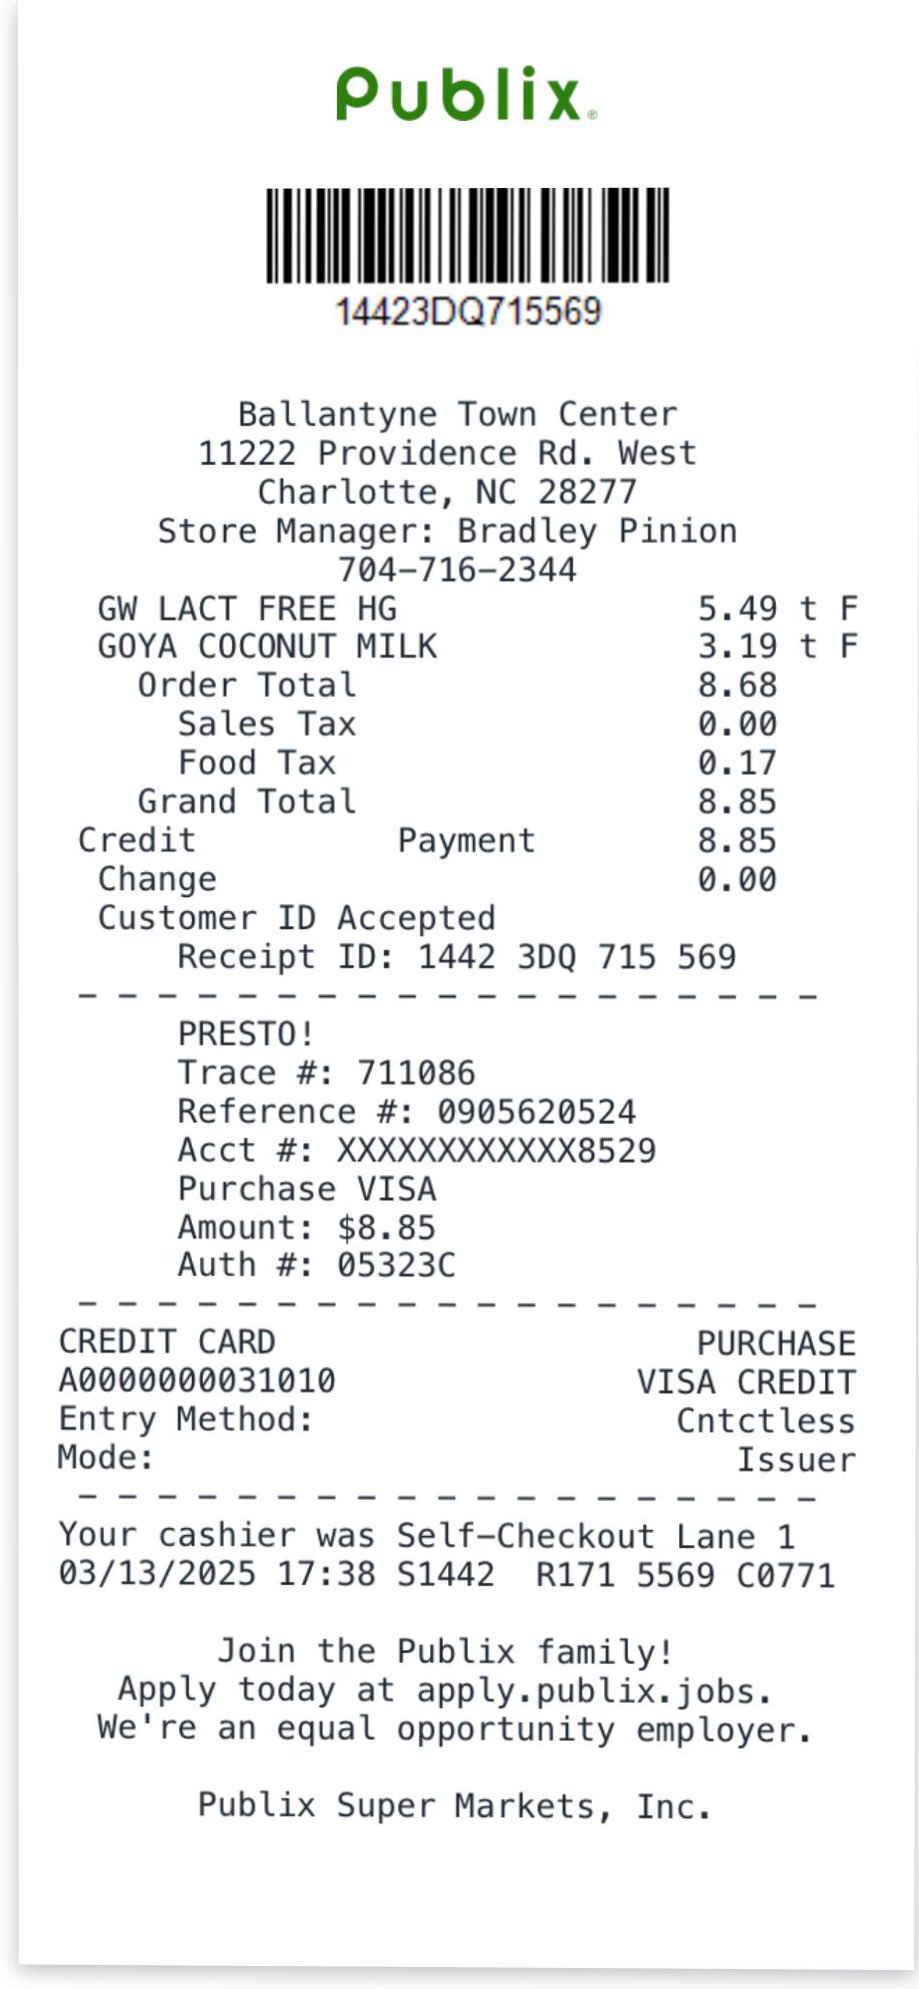 Publix®
14423DQ715569
Ballantyne Town Center
11222 Providence Rd. West
Charlotte, NC 28277
Store Manager: Bradley Pinion
704-716-2344
GW LACT FREE HG 5.49 t F
GOYA COCONUT MILK 3.19 t F
Order Total 8.68
Sales Tax 0.00
Food Tax 0.17
Grand Total 8.85
Credit Payment 8.85
Change 0.00
Customer ID Accepted
Receipt ID: 1442 3DQ 715 569
- - - - - - - - - - - - - - - - - - -
PRESTO!
Trace #: 711086
Reference #: 0905620524
Acct #: XXXXXXXXXXXX8529
Purchase VISA
Amount: $8.85
Auth #: 05323C
- - - - - - - - - - - - - - - - - - -
CREDIT CARD PURCHASE
A0000000031010 VISA CREDIT
Entry Method: Cntctless
Mode: Issuer
- - - - - - - - - - - - - - - - - - -
Your cashier was Self-Checkout Lane 1
03/13/2025 17:38 S1442 R171 5569 C0771
Join the Publix family!
Apply today at apply.publix.jobs.
We're an equal opportunity employer.
Publix Super Markets, Inc.